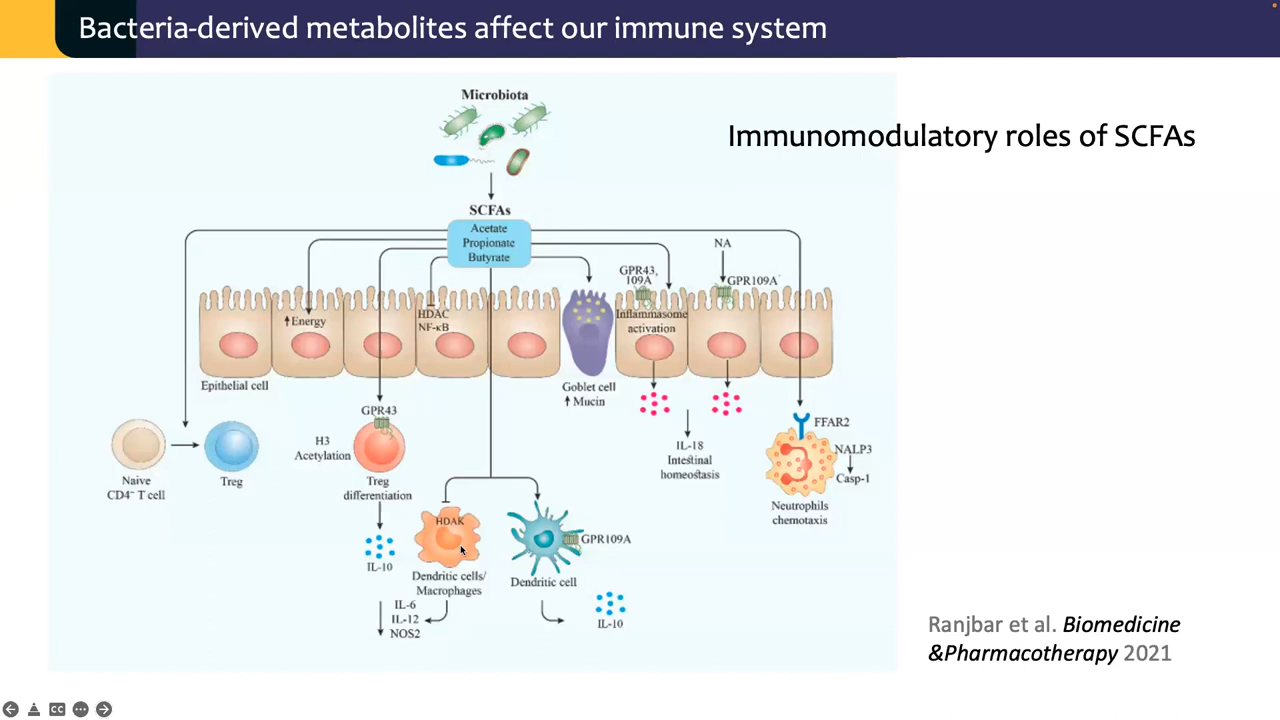 Bacteria-derived metabolites affect our immune system
Immunomodulatory roles of SCFAs
Microbiota
SCFAs
Acetate
Propionate
Butyrate
NA
GPR43,
109A
GPR109A
↑Energy
HDAC
NF-κB
Inflammasome
activation
Epithelial cell
Goblet cell
↑ Mucin
GPR43
FFAR2
H3
Acetylation
IL-18
Intestinal
homeostasis
NALP3
Casp-1
Naive
CD4⁻ T cell
Treg
Treg
differentiation
Neutrophils
chemotaxis
HDAK
GPR109A
IL-10
Dendritic cells/
Macrophages
Dendritic cell
IL-6
IL-12
NOS2
IL-10
Ranjbar et al. Biomedicine
&Pharmacotherapy 2021
CC